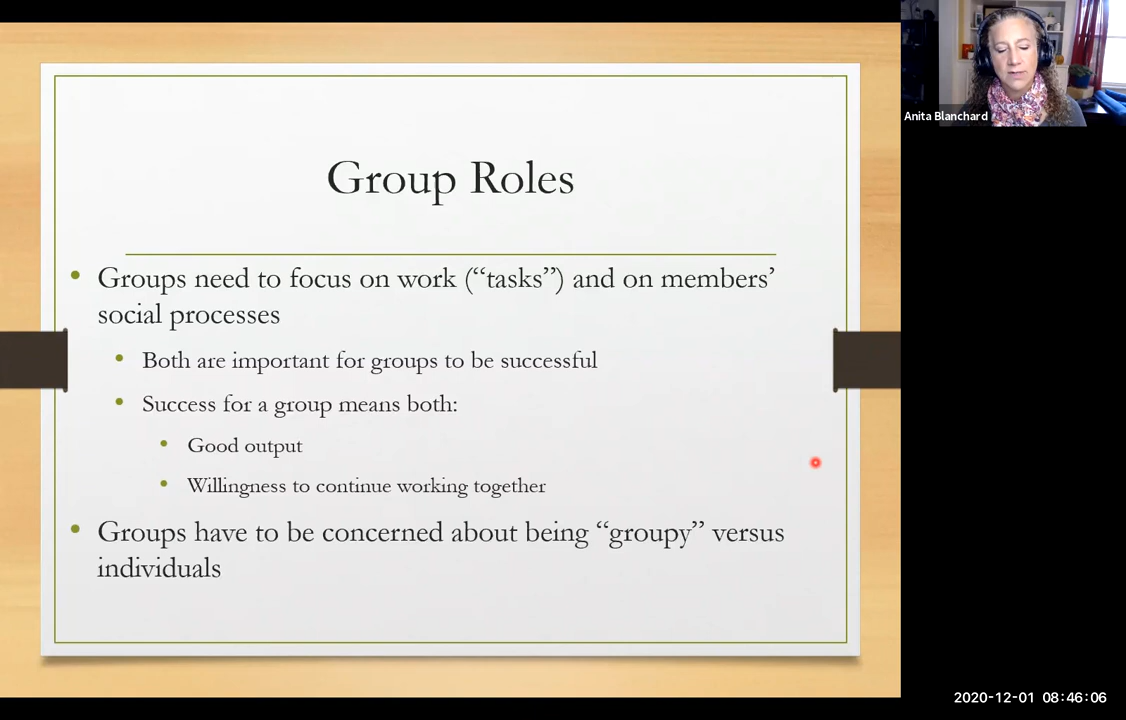 Group Roles
Groups need to focus on work (“tasks”) and on members’
social processes
Both are important for groups to be successful
Success for a group means both:
Good output
Willingness to continue working together
Groups have to be concerned about being “groupy” versus
individuals
Anita Blanchard
2020-12-01 08:46:06